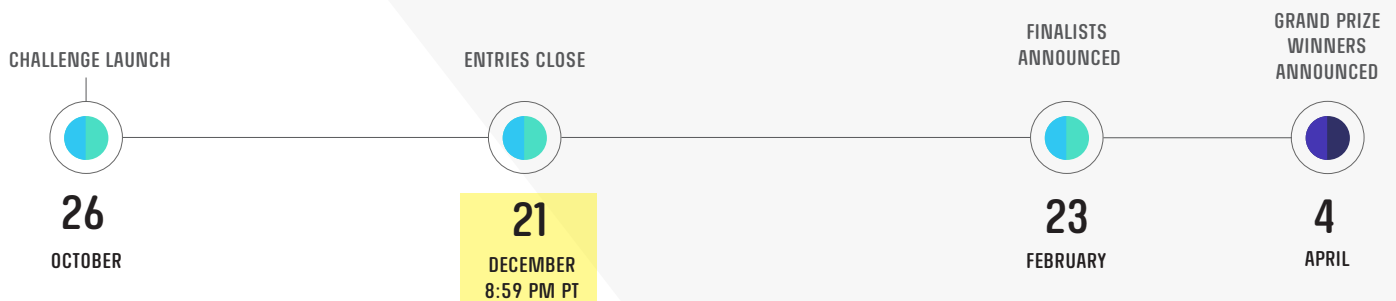 CHALLENGE LAUNCH
26
OCTOBER
ENTRIES CLOSE
21
DECEMBER
8:59 PM PT
FINALISTS
ANNOUNCED
23
FEBRUARY
GRAND PRIZE
WINNERS
ANNOUNCED
4
APRIL